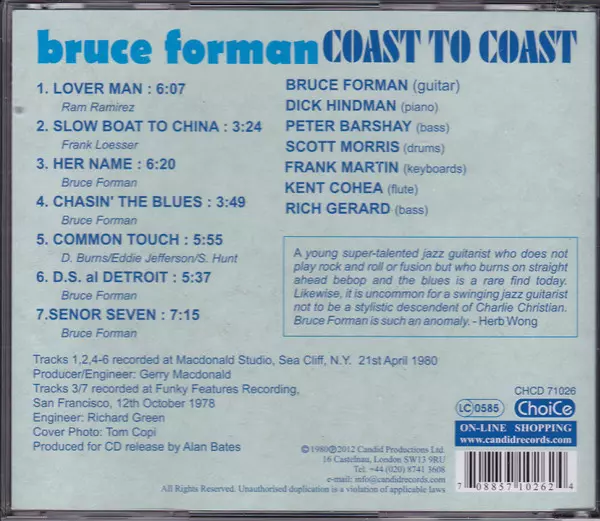 bruce forman COAST TO COAST
1. LOVER MAN : 6:07
Ram Ramirez
2. SLOW BOAT TO CHINA : 3:24
Frank Loesser
3. HER NAME : 6:20
Bruce Forman
4. CHASIN' THE BLUES : 3:49
Bruce Forman
5. COMMON TOUCH : 5:55
D. Burns/Eddie Jefferson/S. Hunt
6. D.S. al DETROIT : 5:37
Bruce Forman
7.SENOR SEVEN : 7:15
Bruce Forman
BRUCE FORMAN (guitar)
DICK HINDMAN (piano)
PETER BARSHAY (bass)
SCOTT MORRIS (drums)
FRANK MARTIN (keyboards)
KENT COHEA (flute)
RICH GERARD (bass)
A young super-talented jazz guitarist who does not
play rock and roll or fusion but who burns on straight
ahead bebop and the blues is a rare find today.
Likewise, it is uncommon for a swinging jazz guitarist
not to be a stylistic descendent of Charlie Christian.
Bruce Forman is such an anomaly. - Herb Wong
Tracks 1,2,4-6 recorded at Macdonald Studio, Sea Cliff, N.Y. 21st April 1980
Producer/Engineer: Gerry Macdonald
Tracks 3/7 recorded at Funky Features Recording,
San Francisco, 12th October 1978
Engineer: Richard Green
Cover Photo: Tom Copi
Produced for CD release by Alan Bates
CHCD 71026
LC 0585
ChoiCe
ON-LINE SHOPPING
www.candidrecords.com
©1980℗2012 Candid Productions Ltd.
16 Castelnau, London SW13 9RU
Tel: +44 (020) 8741 3608
e-mail: info@candidrecords.com
All Rights Reserved. Unauthorised duplication is a violation of applicable laws
7 08857 10262 4